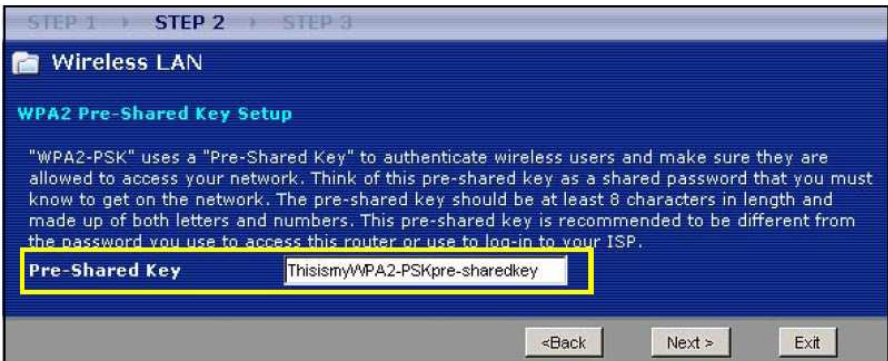 STEP 1 › STEP 2 › STEP 3
Wireless LAN
WPA2 Pre-Shared Key Setup
"WPA2-PSK" uses a "Pre-Shared Key" to authenticate wireless users and make sure they are
allowed to access your network. Think of this pre-shared key as a shared password that you must
know to get on the network. The pre-shared key should be at least 8 characters in length and
made up of both letters and numbers. This pre-shared key is recommended to be different from
the password you use to access this router or use to log-in to your ISP.
Pre-Shared Key ThisismyWPA2-PSKpre-sharedkey
<Back Next > Exit